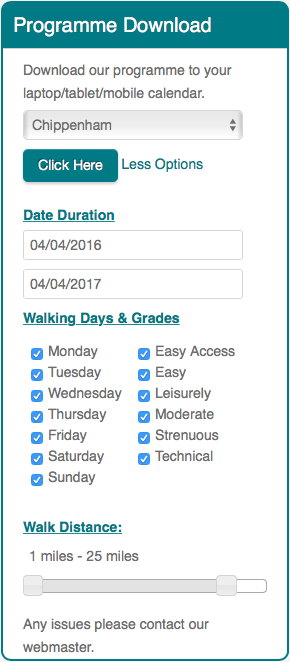 Programme Download
Download our programme to your
laptop/tablet/mobile calendar.
Chippenham
Click Here Less Options
Date Duration
04/04/2016
04/04/2017
Walking Days & Grades
Monday Easy Access
Tuesday Easy
Wednesday Leisurely
Thursday Moderate
Friday Strenuous
Saturday Technical
Sunday
Walk Distance:
1 miles - 25 miles
Any issues please contact our
webmaster.